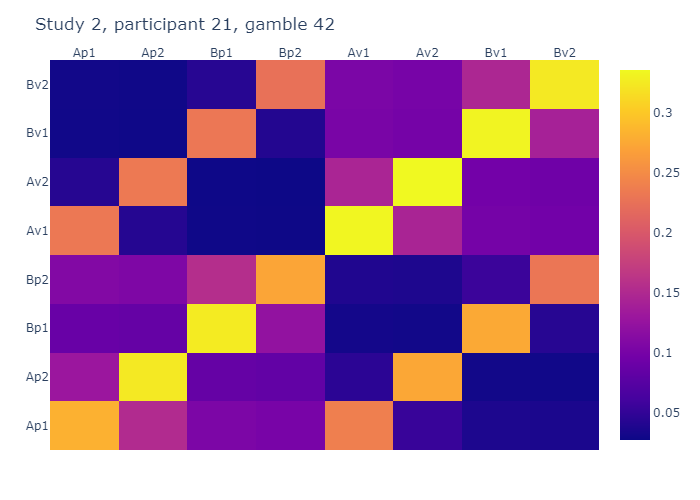 Study 2, participant 21, gamble 42
Ap1 Ap2 Bp1 Bp2 Av1 Av2 Bv1 Bv2
Bv2
Bv1
Av2
Av1
Bp2
Bp1
Ap2
Ap1
0.3
0.25
0.2
0.15
0.1
0.05